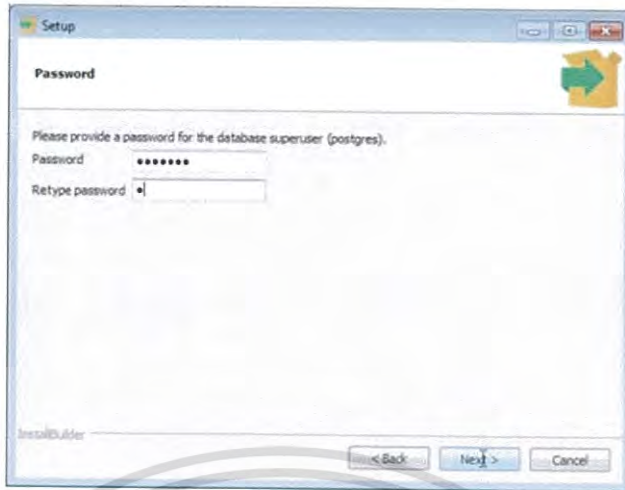 Setup
Password
Please provide a password for the database superuser (postgres).
Password •••••••
Retype password •
InstallBuilder
< Back Next > Cancel